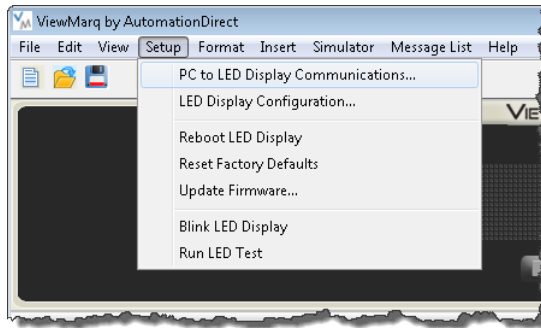 ViewMarq by AutomationDirect
File Edit View Setup Format Insert Simulator Message List Help
PC to LED Display Communications...
LED Display Configuration...
Reboot LED Display
Reset Factory Defaults
Update Firmware...
Blink LED Display
Run LED Test